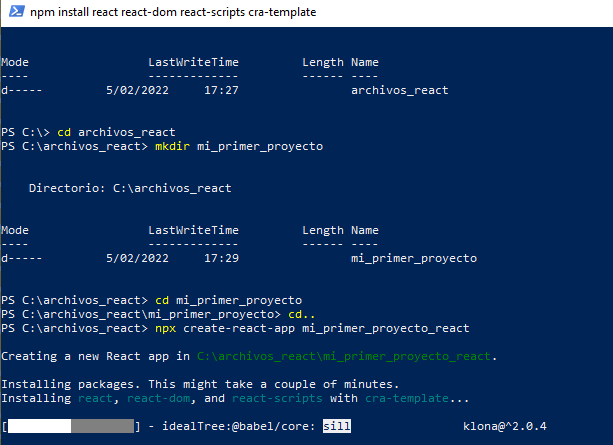 npm install react react-dom react-scripts cra-template
Mode LastWriteTime Length Name
---- ------------- ------ ----
d----- 5/02/2022 17:27 archivos_react
PS C:\> cd archivos_react
PS C:\archivos_react> mkdir mi_primer_proyecto
Directorio: C:\archivos_react
Mode LastWriteTime Length Name
---- ------------- ------ ----
d----- 5/02/2022 17:29 mi_primer_proyecto
PS C:\archivos_react> cd mi_primer_proyecto
PS C:\archivos_react\mi_primer_proyecto> cd..
PS C:\archivos_react> npx create-react-app mi_primer_proyecto_react
Creating a new React app in C:\archivos_react\mi_primer_proyecto_react.
Installing packages. This might take a couple of minutes.
Installing react, react-dom, and react-scripts with cra-template...
[ ] - idealTree:@babel/core: sill klona@^2.0.4